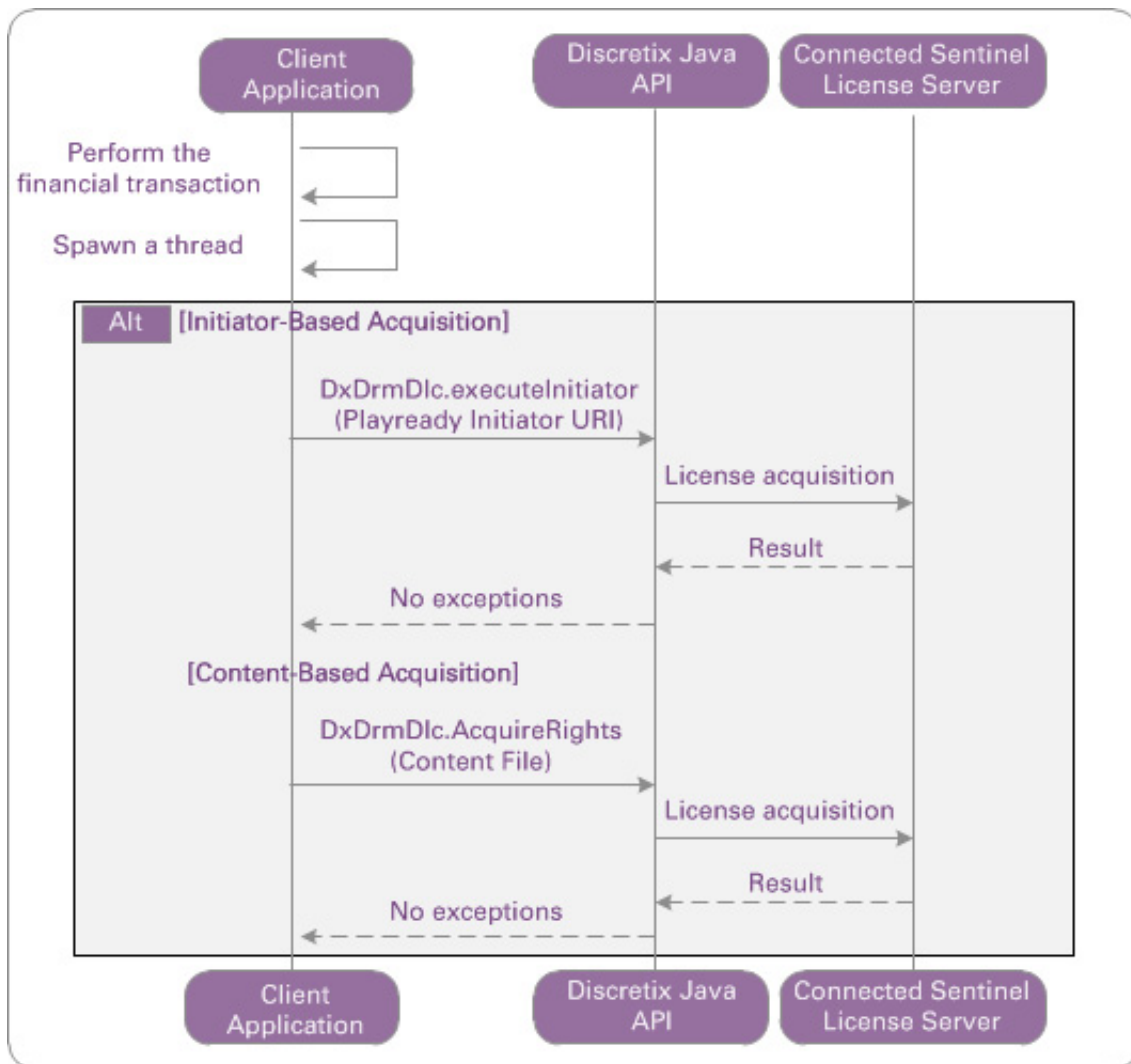 Client
Application
Discretix Java
API
Connected Sentinel
License Server
Perform the
financial transaction
Spawn a thread
Alt
[Initiator-Based Acquisition]
DxDrmDlc.executeInitiator
(Playready Initiator URI)
License acquisition
Result
No exceptions
[Content-Based Acquisition]
DxDrmDlc.AcquireRights
(Content File)
License acquisition
Result
No exceptions
Client
Application
Discretix Java
API
Connected Sentinel
License Server